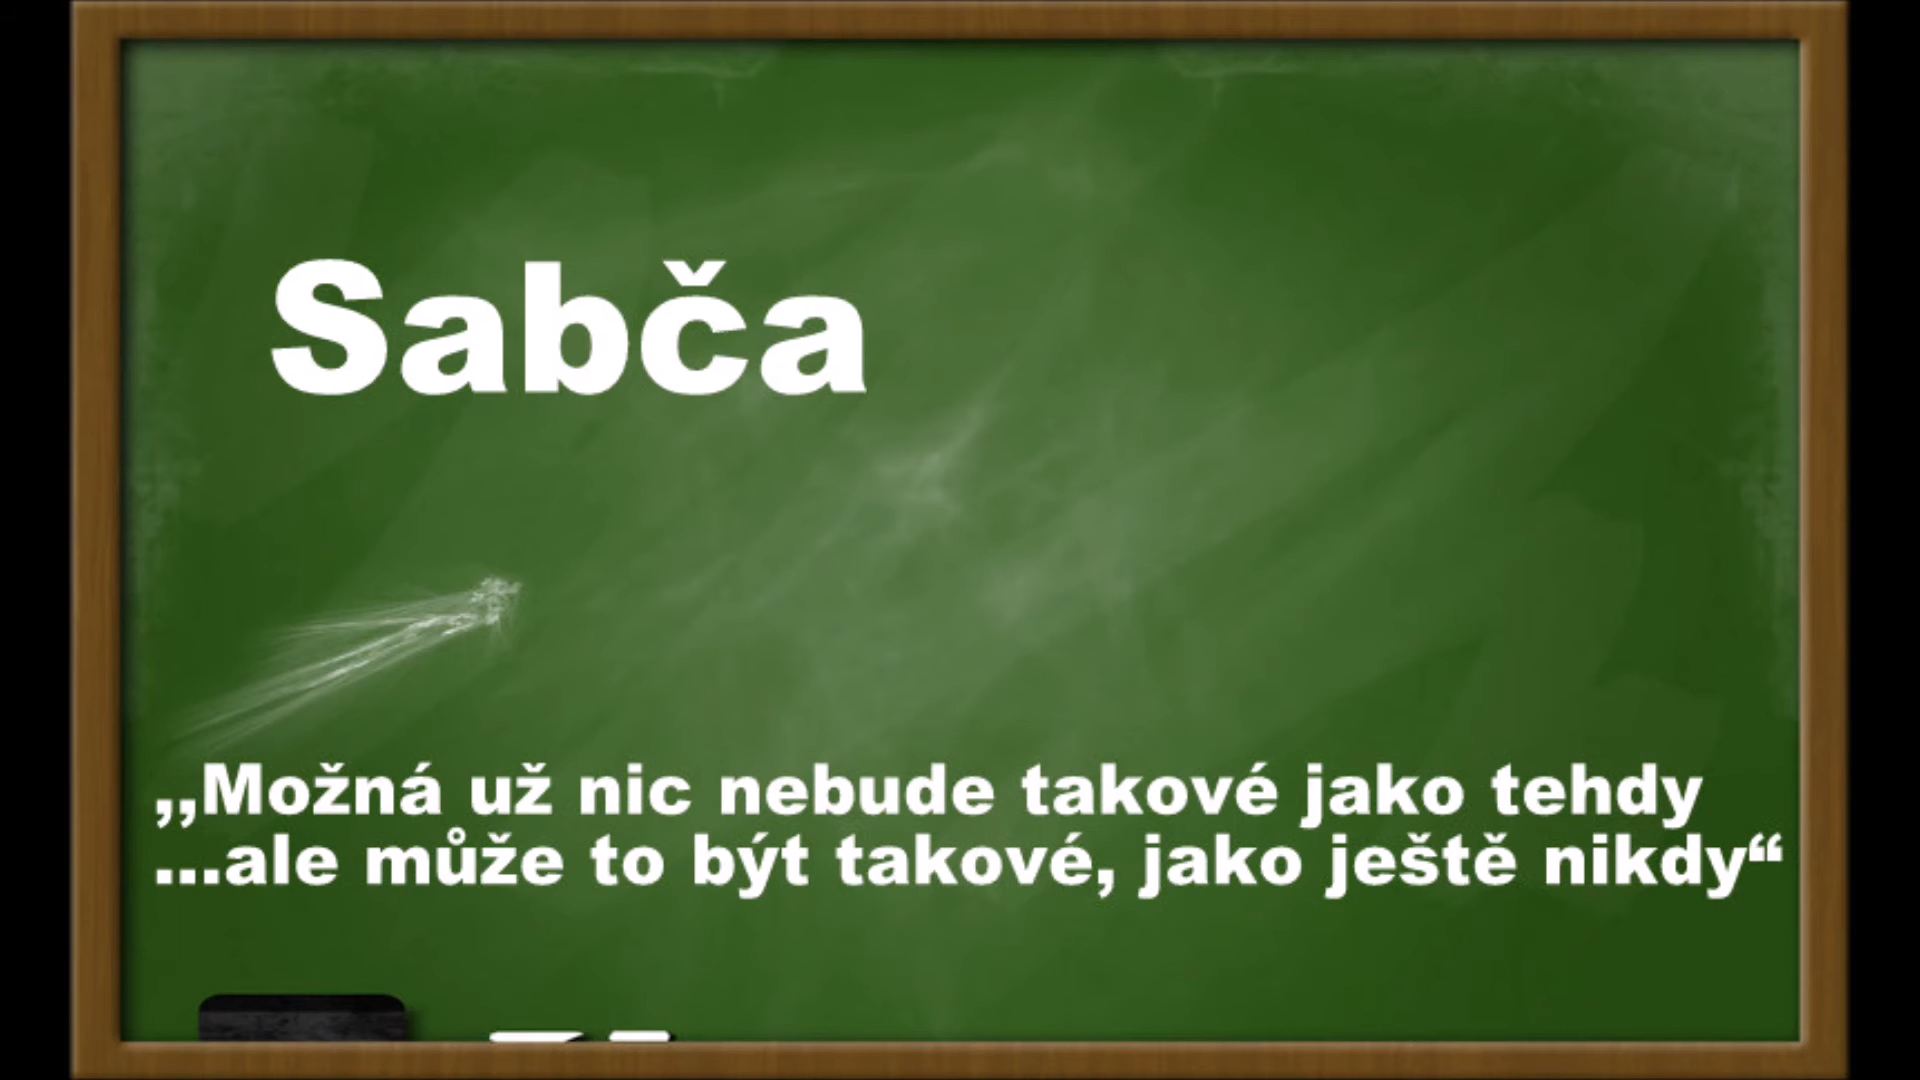 Sabča
,,Možná už nic nebude takové jako tehdy
...ale může to být takové, jako ještě nikdy“